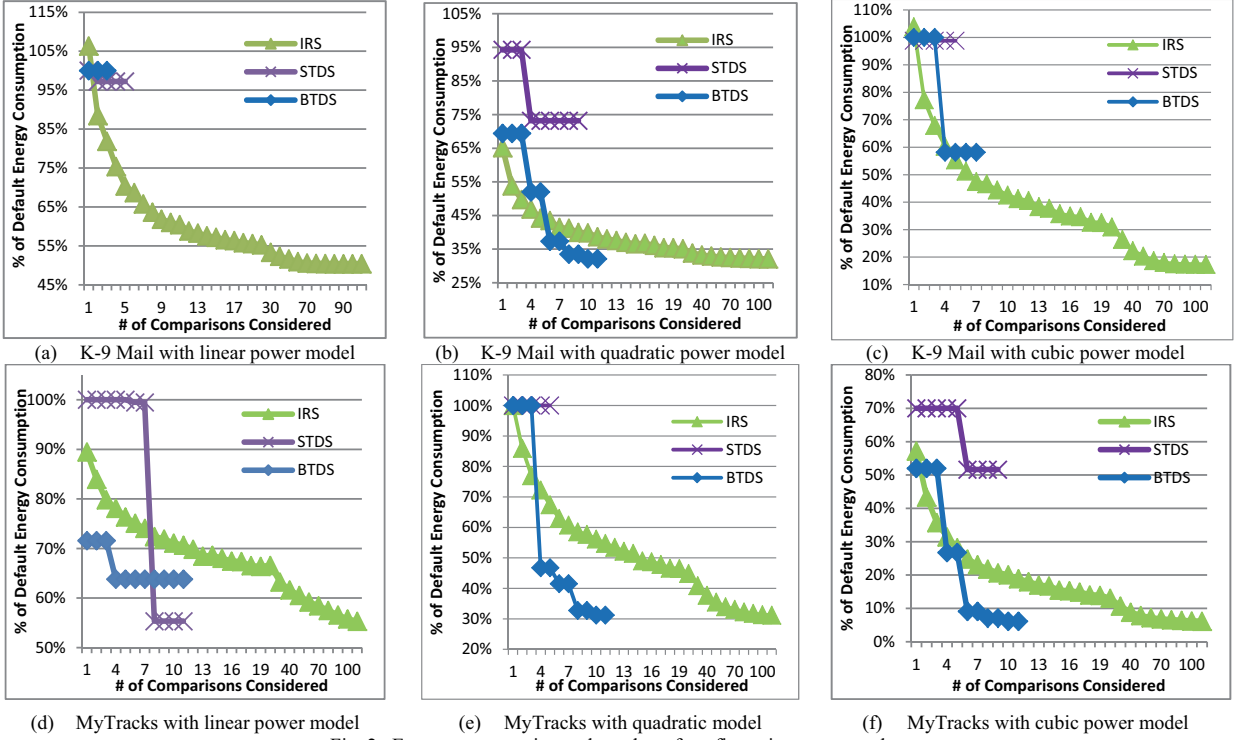 115%
105%
95%
85%
75%
65%
55%
45%
% of Default Energy Consumption
IRS
STDS
BTDS
1 5 9 13 17 30 70 90
# of Comparisons Considered
(a) K-9 Mail with linear power model
105%
95%
85%
75%
65%
55%
45%
35%
25%
% of Default Energy Consumption
IRS
STDS
BTDS
1 4 7 10 13 16 19 40 70 100
# of Comparisons Considered
(b) K-9 Mail with quadratic power model
110%
100%
90%
80%
70%
60%
50%
40%
30%
20%
10%
% of Default Energy Consumption
IRS
STDS
BTDS
1 4 7 10 13 16 19 40 70 100
# of Comparisons Considered
(c) K-9 Mail with cubic power model
100%
90%
80%
70%
60%
50%
% of Default Energy Consumption
IRS
STDS
BTDS
1 4 7 10 13 16 19 40 70 100
# of Comparisons Considered
(d) MyTracks with linear power model
110%
100%
90%
80%
70%
60%
50%
40%
30%
20%
% of Default Energy Consumption
IRS
STDS
BTDS
1 4 7 10 13 16 19 40 70 100
# of Comparisons Considered
(e) MyTracks with quadratic model
80%
70%
60%
50%
40%
30%
20%
10%
0%
% of Default Energy Consumption
IRS
STDS
BTDS
1 4 7 10 13 16 19 40 70 100
# of Comparisons Considered
(f) MyTracks with cubic power model